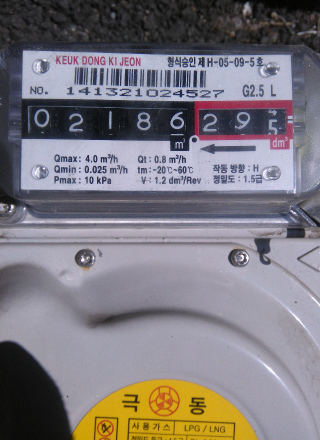 KEUK DONG KI JEON 형식승인 제 H-05-09-5 호
NO. 141321024527 G2.5 L
0 2 1 8 6 2 9 5
m³ dm³
Qmax: 4.0 m³/h Qt: 0.8 m³/h
Qmin: 0.025 m³/h tm: -20℃~60℃ 작동 방향: H
Pmax: 10 kPa V: 1.2 dm³/Rev 정밀도: 1.5급
극 동
사 용 가 스 LPG / LNG